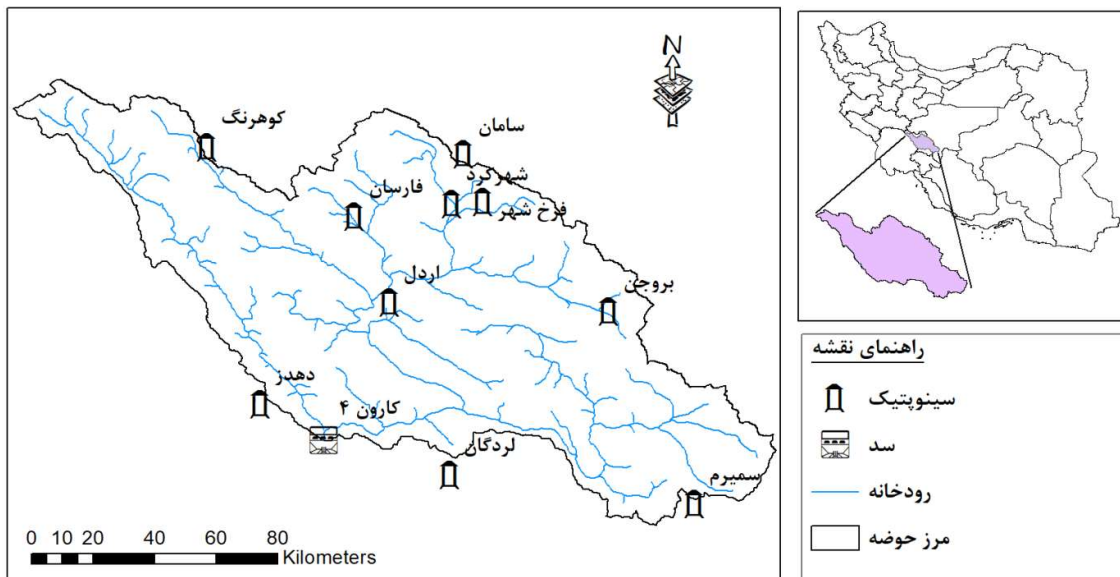 N
کوهرنگ
سامان
شهرکرد
فارسان
فرخ شهر
اردل
بروجن
دهدز
کارون ۴
لردگان
سمیرم
0 10 20 40 60 80
Kilometers
راهنمای نقشه
سینوپتیک
سد
رودخانه
مرز حوضه